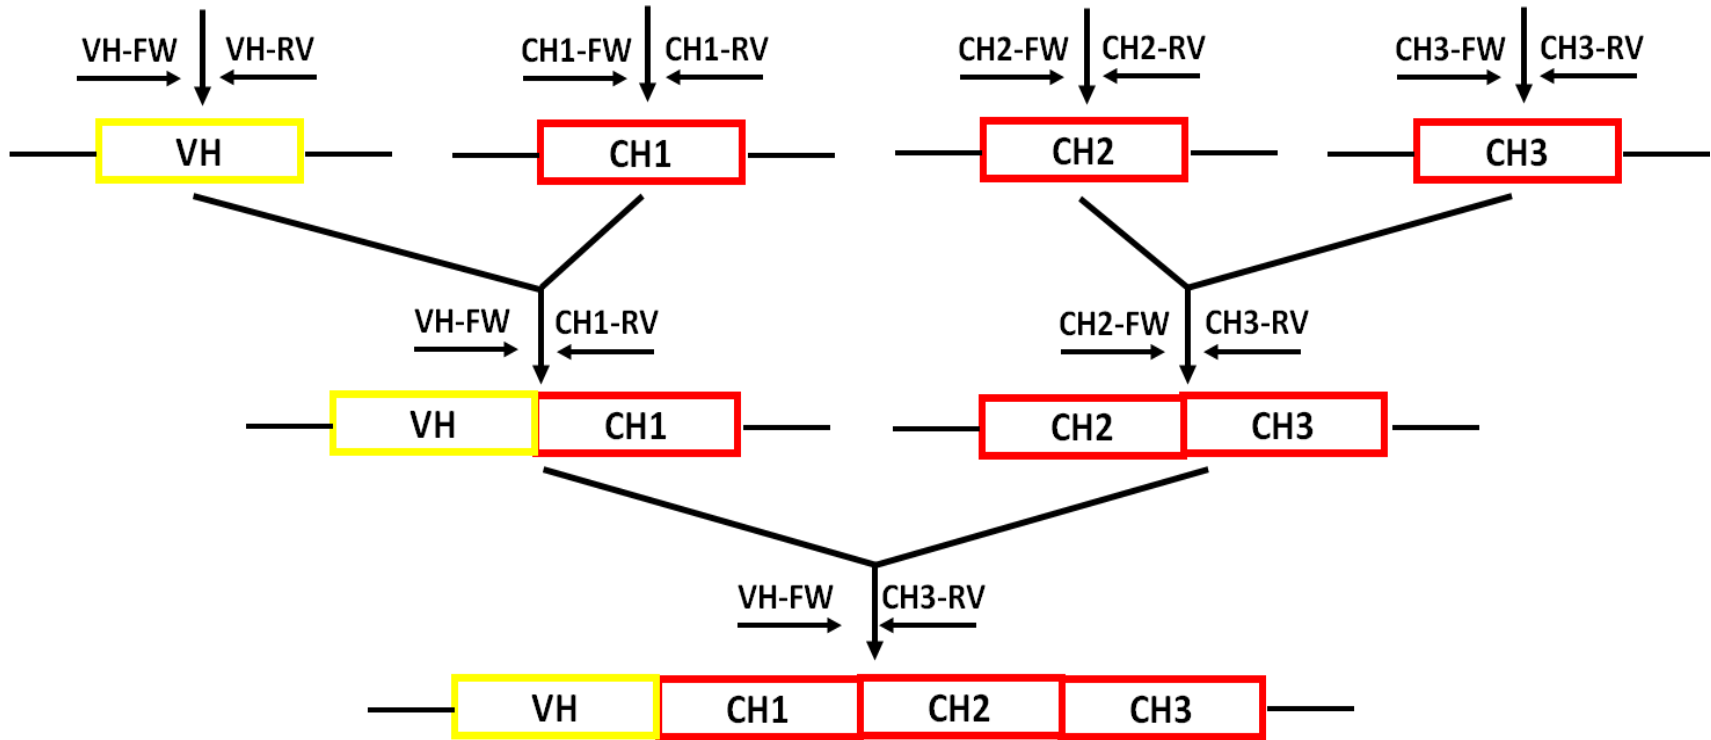 VH-FW VH-RV CH1-FW CH1-RV CH2-FW CH2-RV CH3-FW CH3-RV
VH CH1 CH2 CH3
VH-FW CH1-RV CH2-FW CH3-RV
VH CH1 CH2 CH3
VH-FW CH3-RV
VH CH1 CH2 CH3